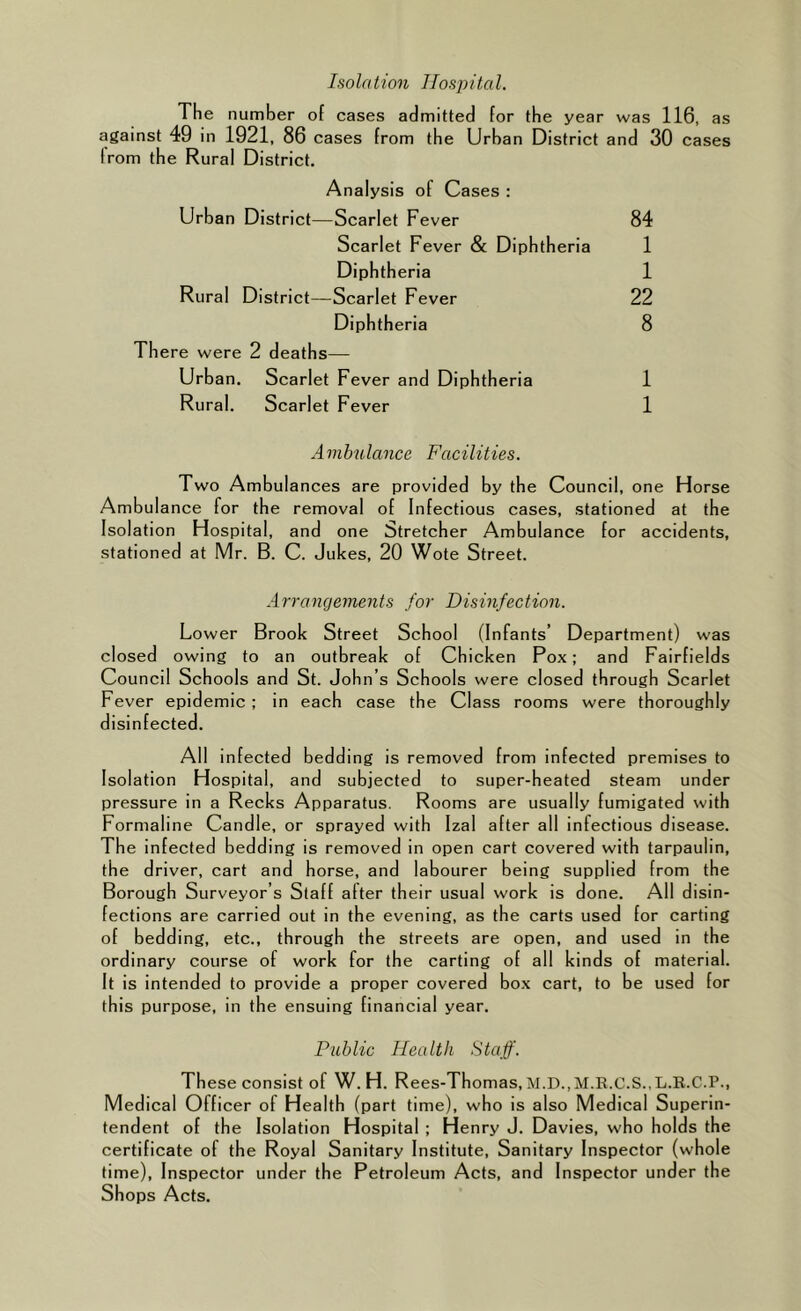 Isolation Hospital.
The number of cases admitted for the year was 116, as
against 49 in 1921, 86 cases from the Urban District and 30 cases
from the Rural District.
Analysis of Cases :
Urban District—Scarlet Fever 84
Scarlet Fever & Diphtheria 1
Diphtheria 1
Rural District—Scarlet Fever 22
Diphtheria 8
There were 2 deaths—
Urban. Scarlet Fever and Diphtheria 1
Rural. Scarlet Fever 1
Ambulance Facilities.
Two Ambulances are provided by the Council, one Horse
Ambulance for the removal of Infectious cases, stationed at the
Isolation Hospital, and one Stretcher Ambulance for accidents,
stationed at Mr. B. C. Jukes, 20 Wote Street.
Arrangements for Disinfection.
Lower Brook Street School (Infants' Department) was
closed owing to an outbreak of Chicken Pox; and Fairfields
Council Schools and St. John's Schools were closed through Scarlet
Fever epidemic ; in each case the Class rooms were thoroughly
disinfected.
All infected bedding is removed from infected premises to
Isolation Hospital, and subjected to super-heated steam under
pressure in a Recks Apparatus. Rooms are usually fumigated with
Formaline Candle, or sprayed with Izal after all infectious disease.
The infected bedding is removed in open cart covered with tarpaulin,
the driver, cart and horse, and labourer being supplied from the
Borough Surveyor's Staff after their usual work is done. All disin-
fections are carried out in the evening, as the carts used for carting
of bedding, etc., through the streets are open, and used in the
ordinary course of work for the carting of all kinds of material.
It is intended to provide a proper covered box cart, to be used for
this purpose, in the ensuing financial year.
Public Health Staff.
These consist of W. H. Rees-Thomas, M.D., M.R.C.S., L.R.C.P.,
Medical Officer of Health (part time), who is also Medical Superin-
tendent of the Isolation Hospital ; Henry J. Davies, who holds the
certificate of the Royal Sanitary Institute, Sanitary Inspector (whole
time), Inspector under the Petroleum Acts, and Inspector under the
Shops Acts.